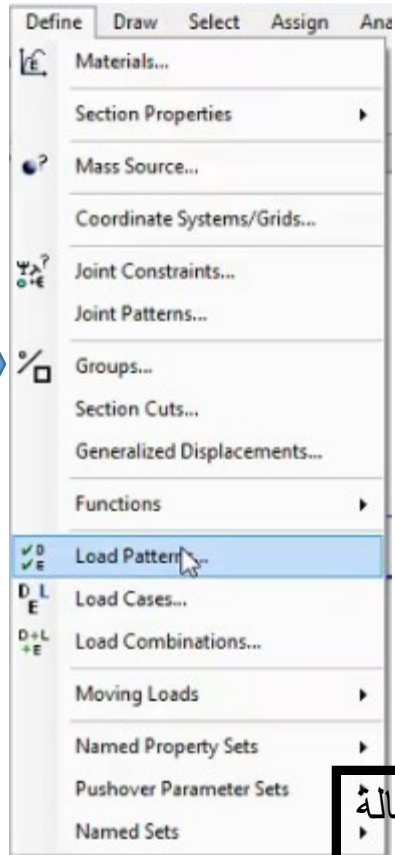 Define Draw Select Assign Ana
Materials...
Section Properties
Mass Source...
Coordinate Systems/Grids...
Joint Constraints...
Joint Patterns...
Groups...
Section Cuts...
Generalized Displacements...
Functions
Load Patterns...
Load Cases...
Load Combinations...
Moving Loads
Named Property Sets
Pushover Parameter Sets
Named Sets